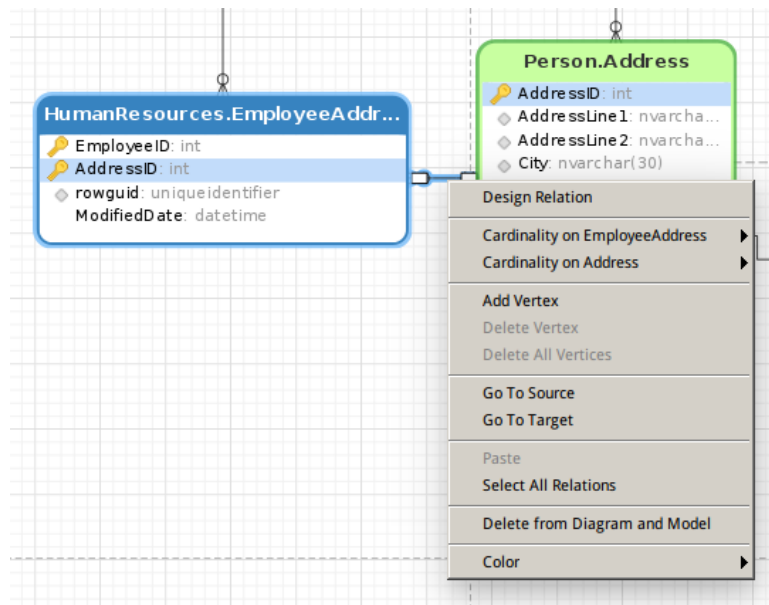 Person.Address
AddressID: int
AddressLine1: nvarcha...
AddressLine2: nvarcha...
City: nvarchar(30)
HumanResources.EmployeeAddr...
EmployeeID: int
AddressID: int
rowguid: uniqueidentifier
ModifiedDate: datetime
Design Relation
Cardinality on EmployeeAddress
Cardinality on Address
Add Vertex
Delete Vertex
Delete All Vertices
Go To Source
Go To Target
Paste
Select All Relations
Delete from Diagram and Model
Color